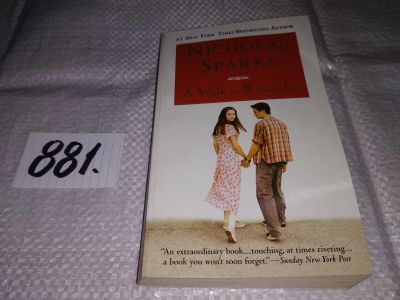 #1 New York Times Bestselling Author
Nicholas
Sparks
A Walk to Remember
881.
"An extraordinary book...touching, at times riveting...
a book you won't soon forget."—Sunday New York Post